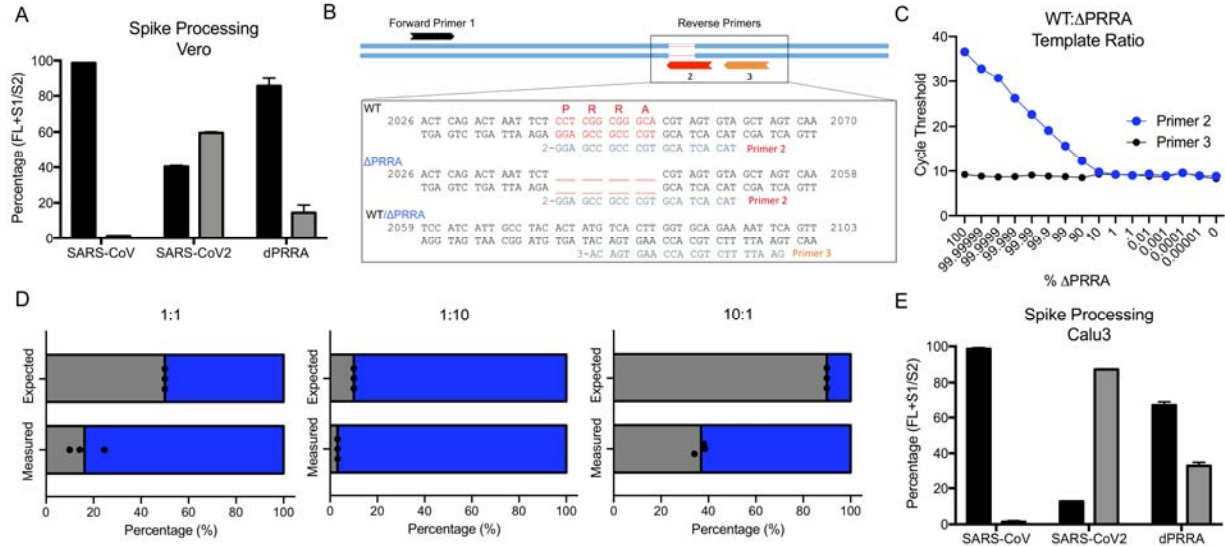 A
Spike Processing
Vero
Percentage (FL+S1/S2)
100
80
60
40
20
0
SARS-CoV
SARS-CoV2
dPRRA
B
Forward Primer 1
Reverse Primers
2
3
WT
P R R A
2026 ACT CAG ACT AAT TCT CCT CGG CGG GCA CGT AGT GTA GCT AGT CAA 2070
TGA GTC TGA TTA AGA GGA GCC GCC CGT GCA TCA CAT CGA TCA GTT
2-GGA GCC GCC CGT GCA TCA CAT Primer 2
ΔPRRA
2026 ACT CAG ACT AAT TCT ___ ___ ___ ___ CGT AGT GTA GCT AGT CAA 2058
TGA GTC TGA TTA AGA ___ ___ ___ ___ GCA TCA CAT CGA TCA GTT
2-GGA GCC GCC CGT GCA TCA CAT Primer 2
WT/ΔPRRA
2059 TCC ATC ATT GCC TAC ACT ATG TCA CTT GGT GCA GAA AAT TCA GTT 2103
AGG TAG TAA CGG ATG TGA TAC AGT GAA CCA CGT CTT TTA AGT CAA
3-AC AGT GAA CCA CGT CTT TTA AG Primer 3
C
WT:ΔPRRA
Template Ratio
Cycle Threshold
40
30
20
10
0
Primer 2
Primer 3
100
99.99999
99.9999
99.999
99.99
99.9
99
90
10
1
0.01
0.001
0.0001
0.00001
0
% ΔPRRA
D
1:1
1:10
10:1
Expected
Measured
0 20 40 60 80 100
Percentage (%)
Expected
Measured
0 20 40 60 80 100
Percentage (%)
Expected
Measured
0 20 40 60 80 100
Percentage (%)
E
Spike Processing
Calu3
Percentage (FL+S1/S2)
100
80
60
40
20
0
SARS-CoV
SARS-CoV2
dPRRA